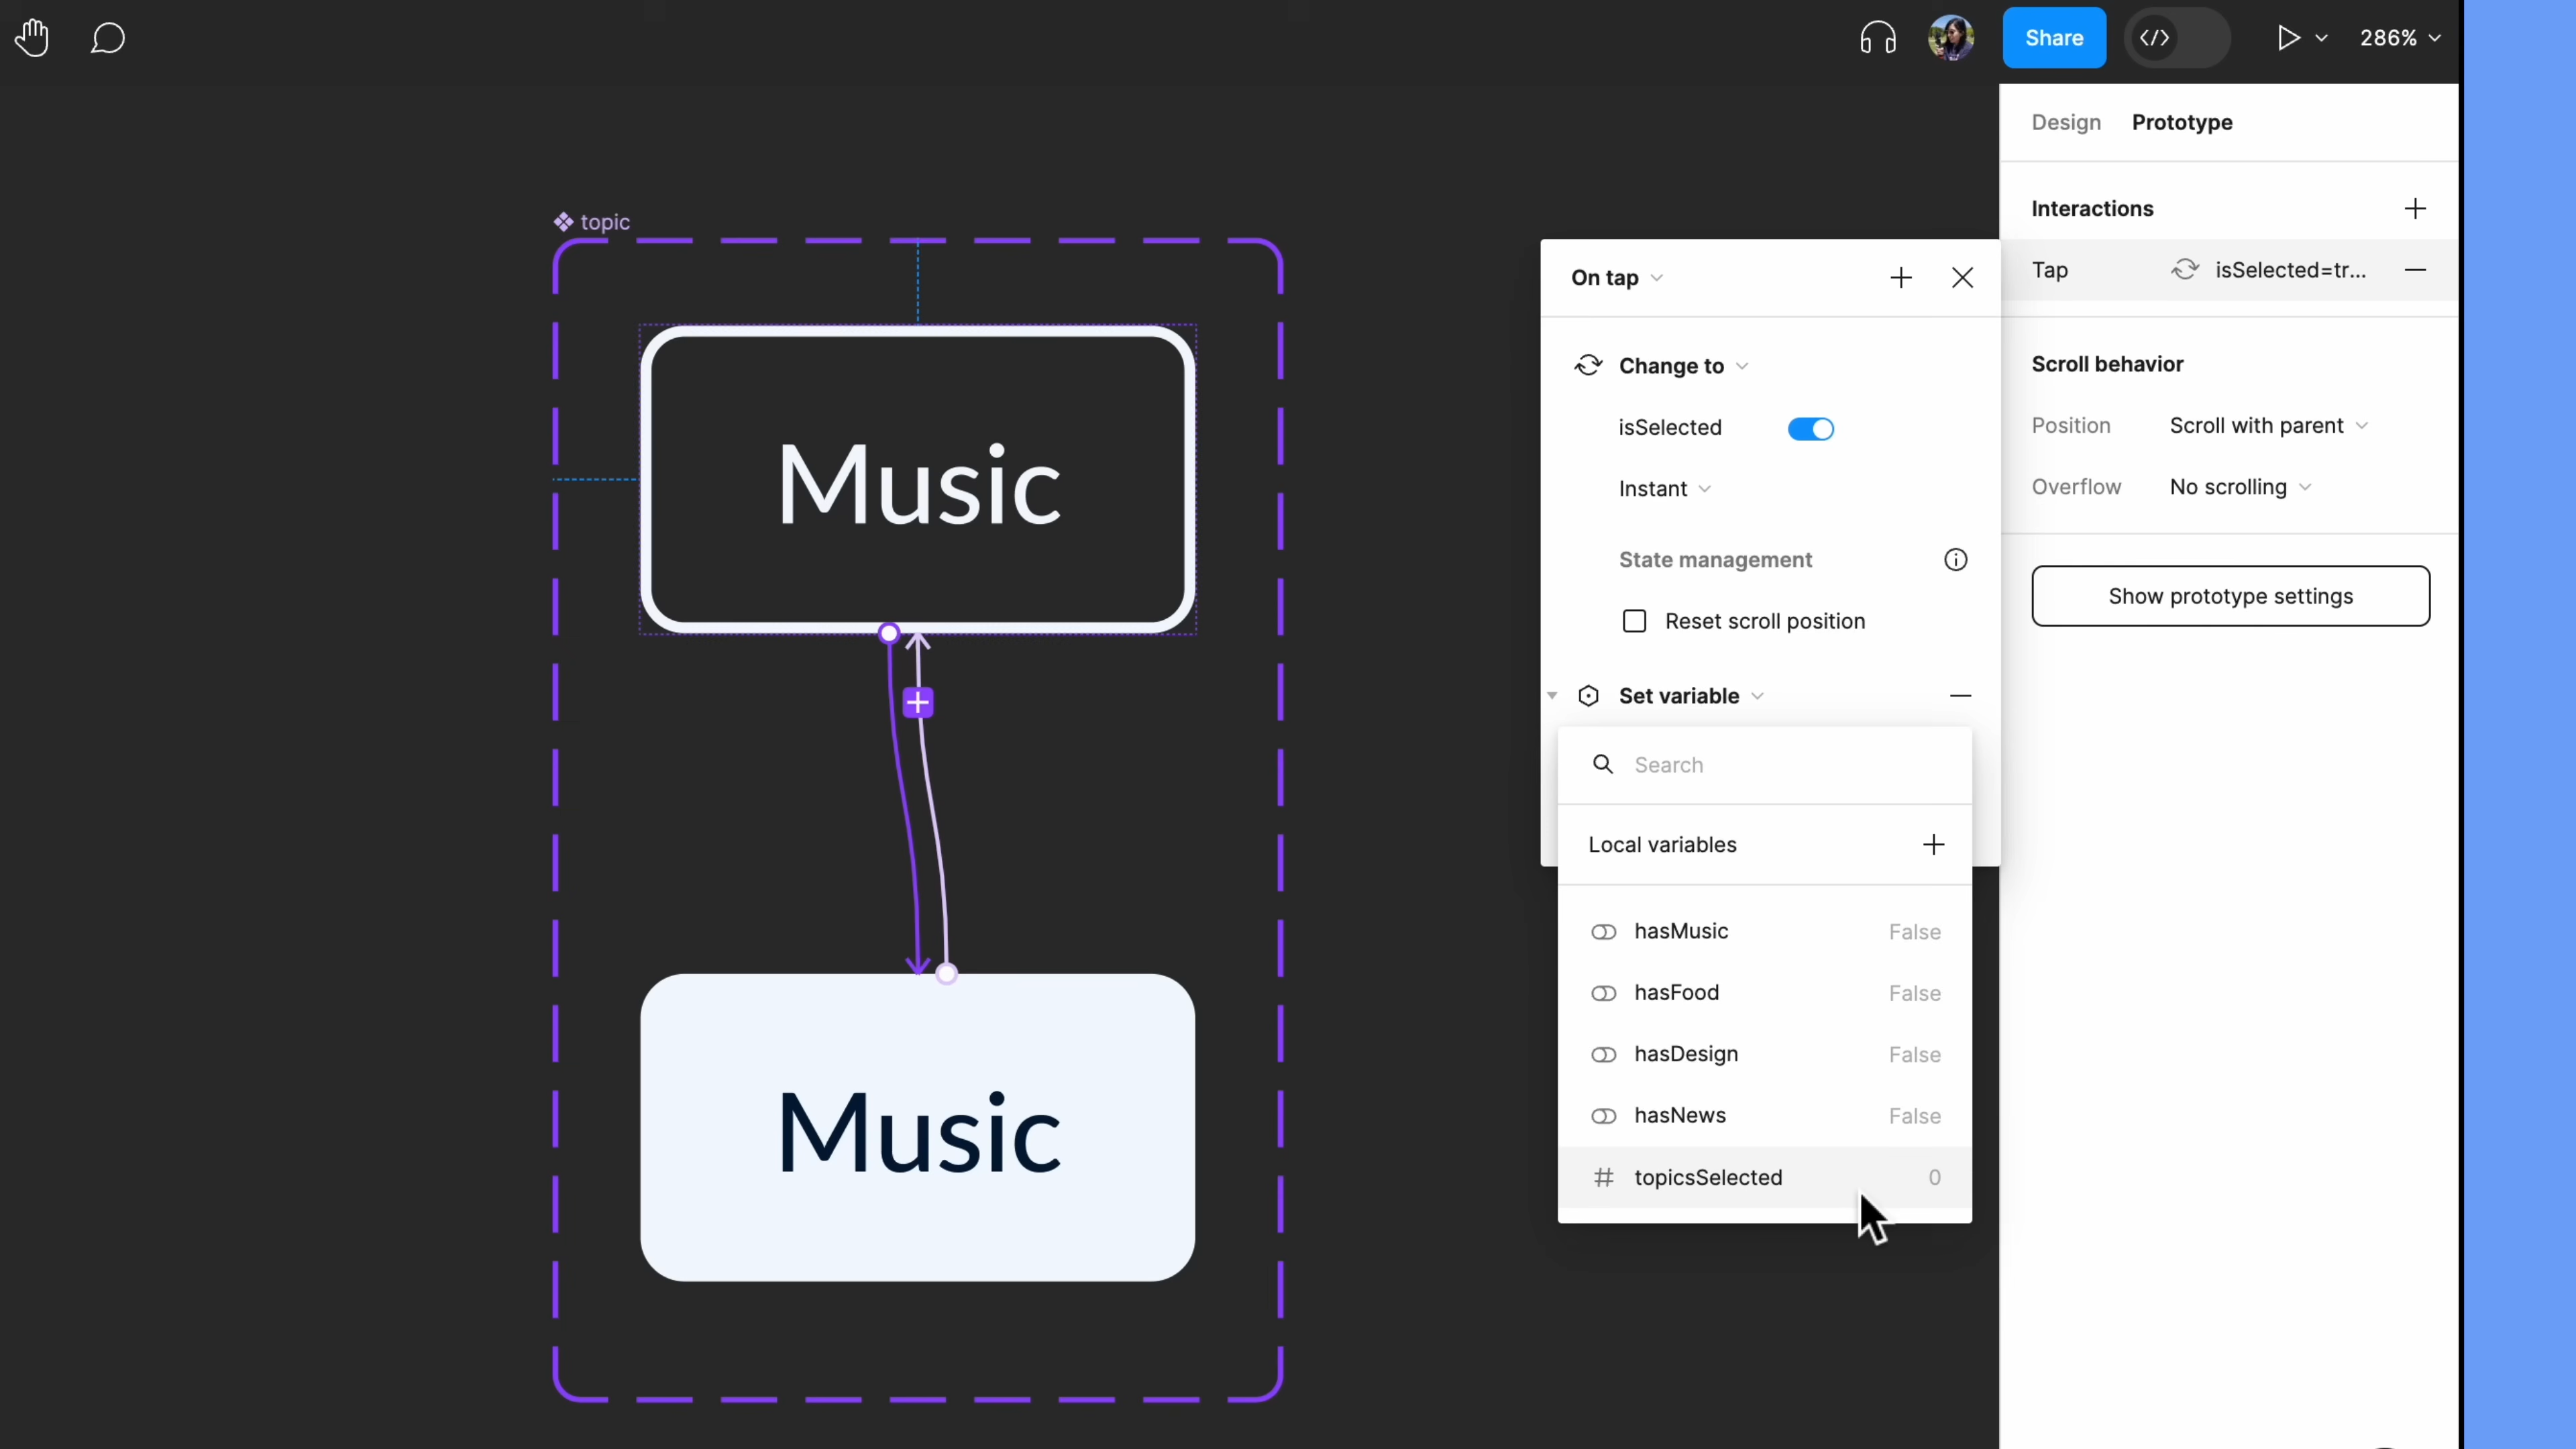 Share
286%
Design Prototype
topic
Interactions
On tap
Tap isSelected=tr...
Change to
Scroll behavior
isSelected
Position Scroll with parent
Instant
Overflow No scrolling
Music
State management
Show prototype settings
Reset scroll position
Set variable
Search
Local variables
hasMusic False
hasFood False
hasDesign False
hasNews False
Music
topicsSelected 0